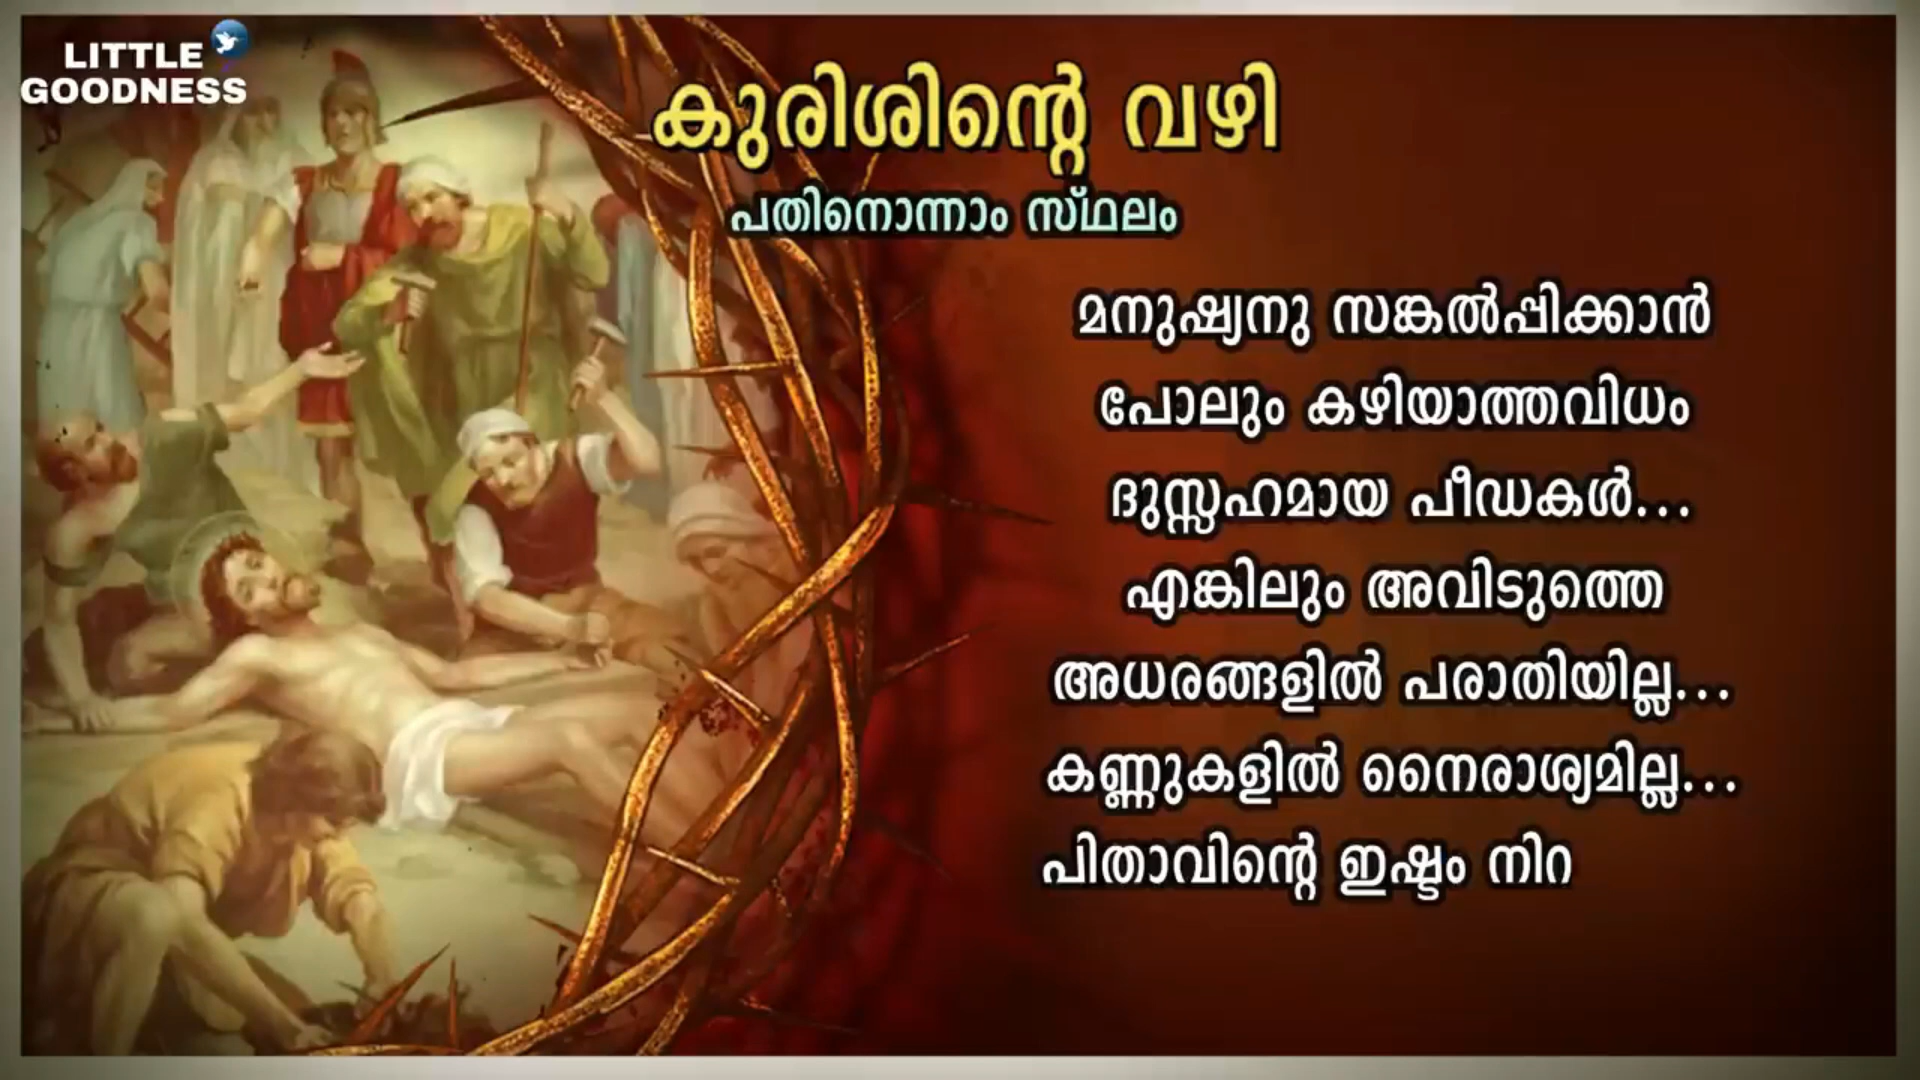 LITTLE
GOODNESS
കുരിശിന്റെ വഴി
പതിനൊന്നാം സ്ഥലം
മനുഷ്യനു സങ്കൽപ്പിക്കാൻ
പോലും കഴിയാത്തവിധം
ദുസ്സഹമായ പീഡകൾ...
എങ്കിലും അവിടുത്തെ
അധരങ്ങളിൽ പരാതിയില്ല...
കണ്ണുകളിൽ നൈരാശ്യമില്ല...
പിതാവിന്റെ ഇഷ്ടം നിറ